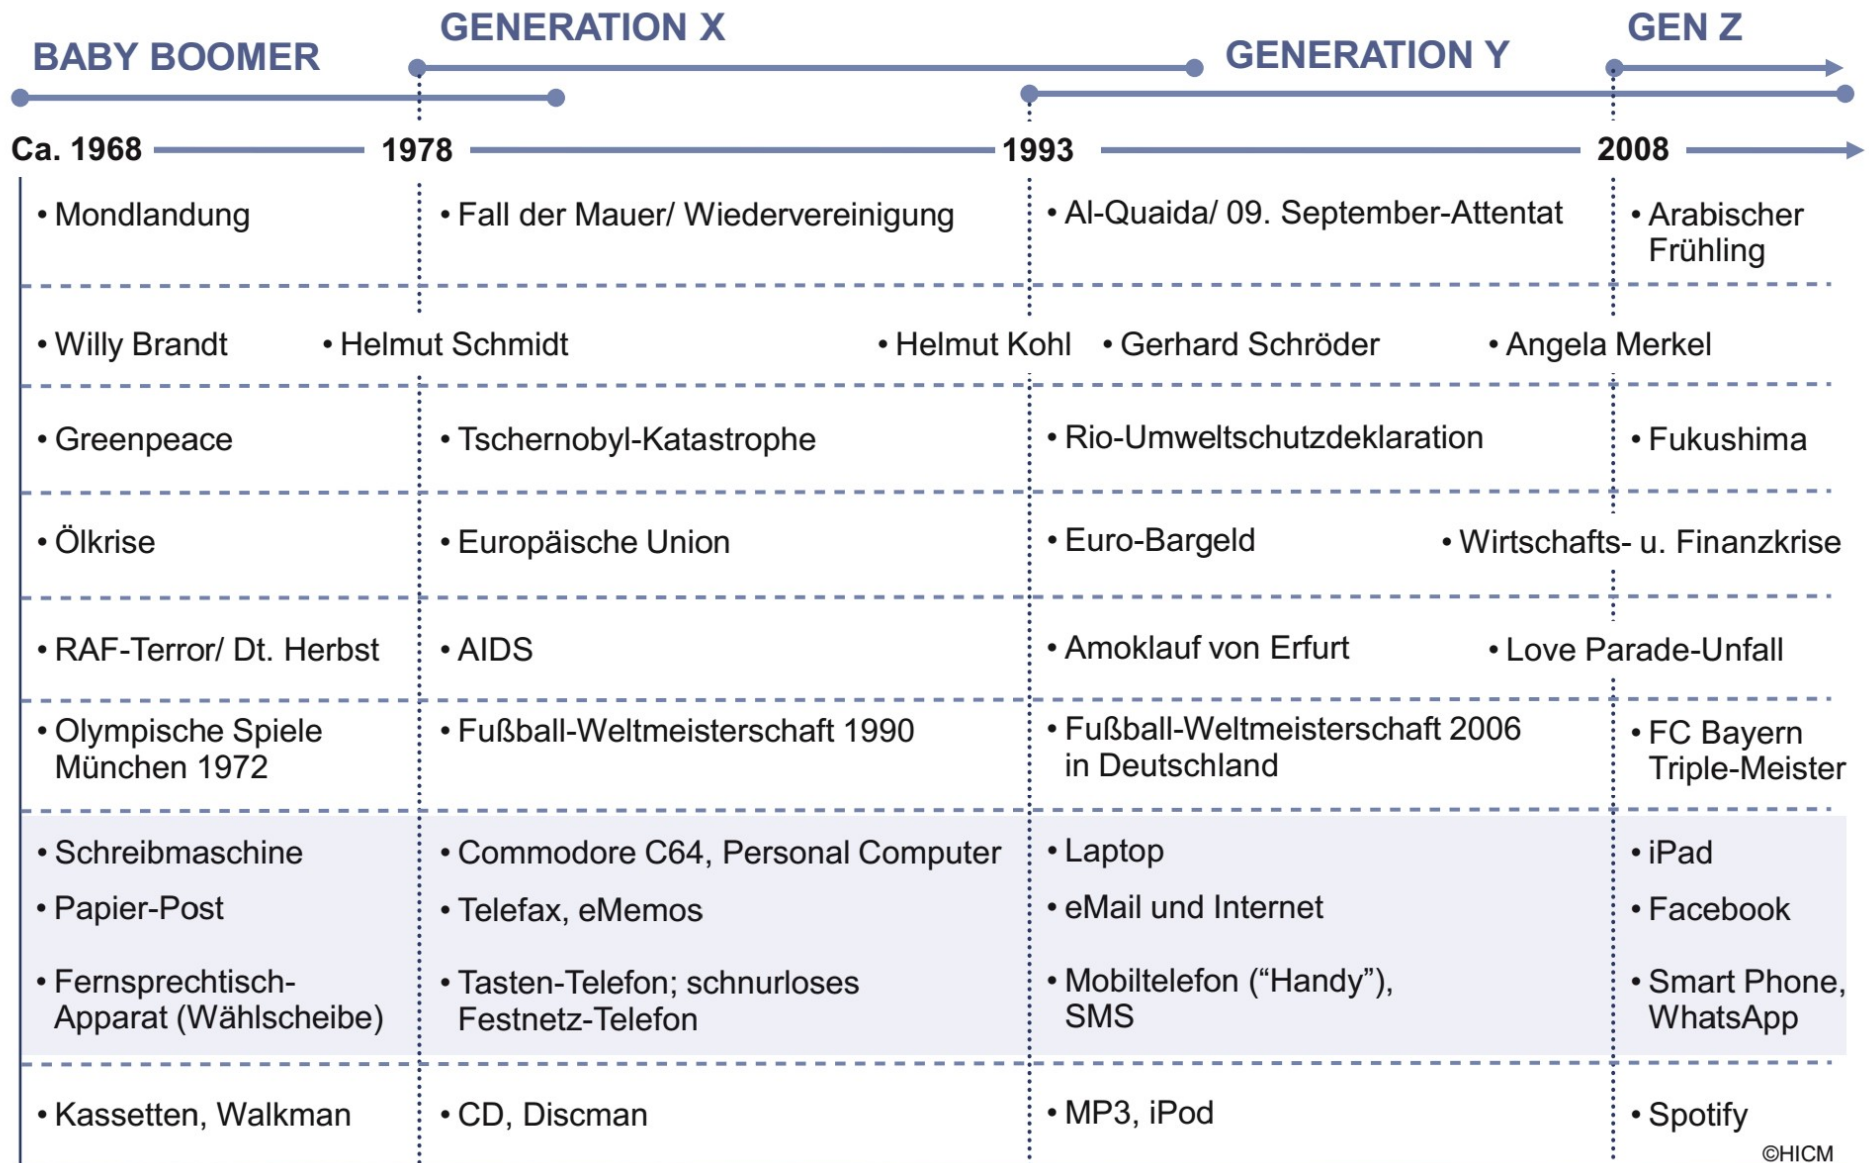 GENERATION X
GEN Z
BABY BOOMER
GENERATION Y
Ca. 1968 1978 1993 2008
• Mondlandung
• Fall der Mauer/ Wiedervereinigung
• Al-Quaida/ 09. September-Attentat
• Arabischer
Frühling
• Willy Brandt
• Helmut Schmidt
• Helmut Kohl
• Gerhard Schröder
• Angela Merkel
• Greenpeace
• Tschernobyl-Katastrophe
• Rio-Umweltschutzdeklaration
• Fukushima
• Ölkrise
• Europäische Union
• Euro-Bargeld
• Wirtschafts- u. Finanzkrise
• RAF-Terror/ Dt. Herbst
• AIDS
• Amoklauf von Erfurt
• Love Parade-Unfall
• Olympische Spiele
München 1972
• Fußball-Weltmeisterschaft 1990
• Fußball-Weltmeisterschaft 2006
in Deutschland
• FC Bayern
Triple-Meister
• Schreibmaschine
• Commodore C64, Personal Computer
• Laptop
• iPad
• Papier-Post
• Telefax, eMemos
• eMail und Internet
• Facebook
• Fernsprechtisch-
Apparat (Wählscheibe)
• Tasten-Telefon; schnurloses
Festnetz-Telefon
• Mobiltelefon (“Handy”),
SMS
• Smart Phone,
WhatsApp
• Kassetten, Walkman
• CD, Discman
• MP3, iPod
• Spotify
©HICM